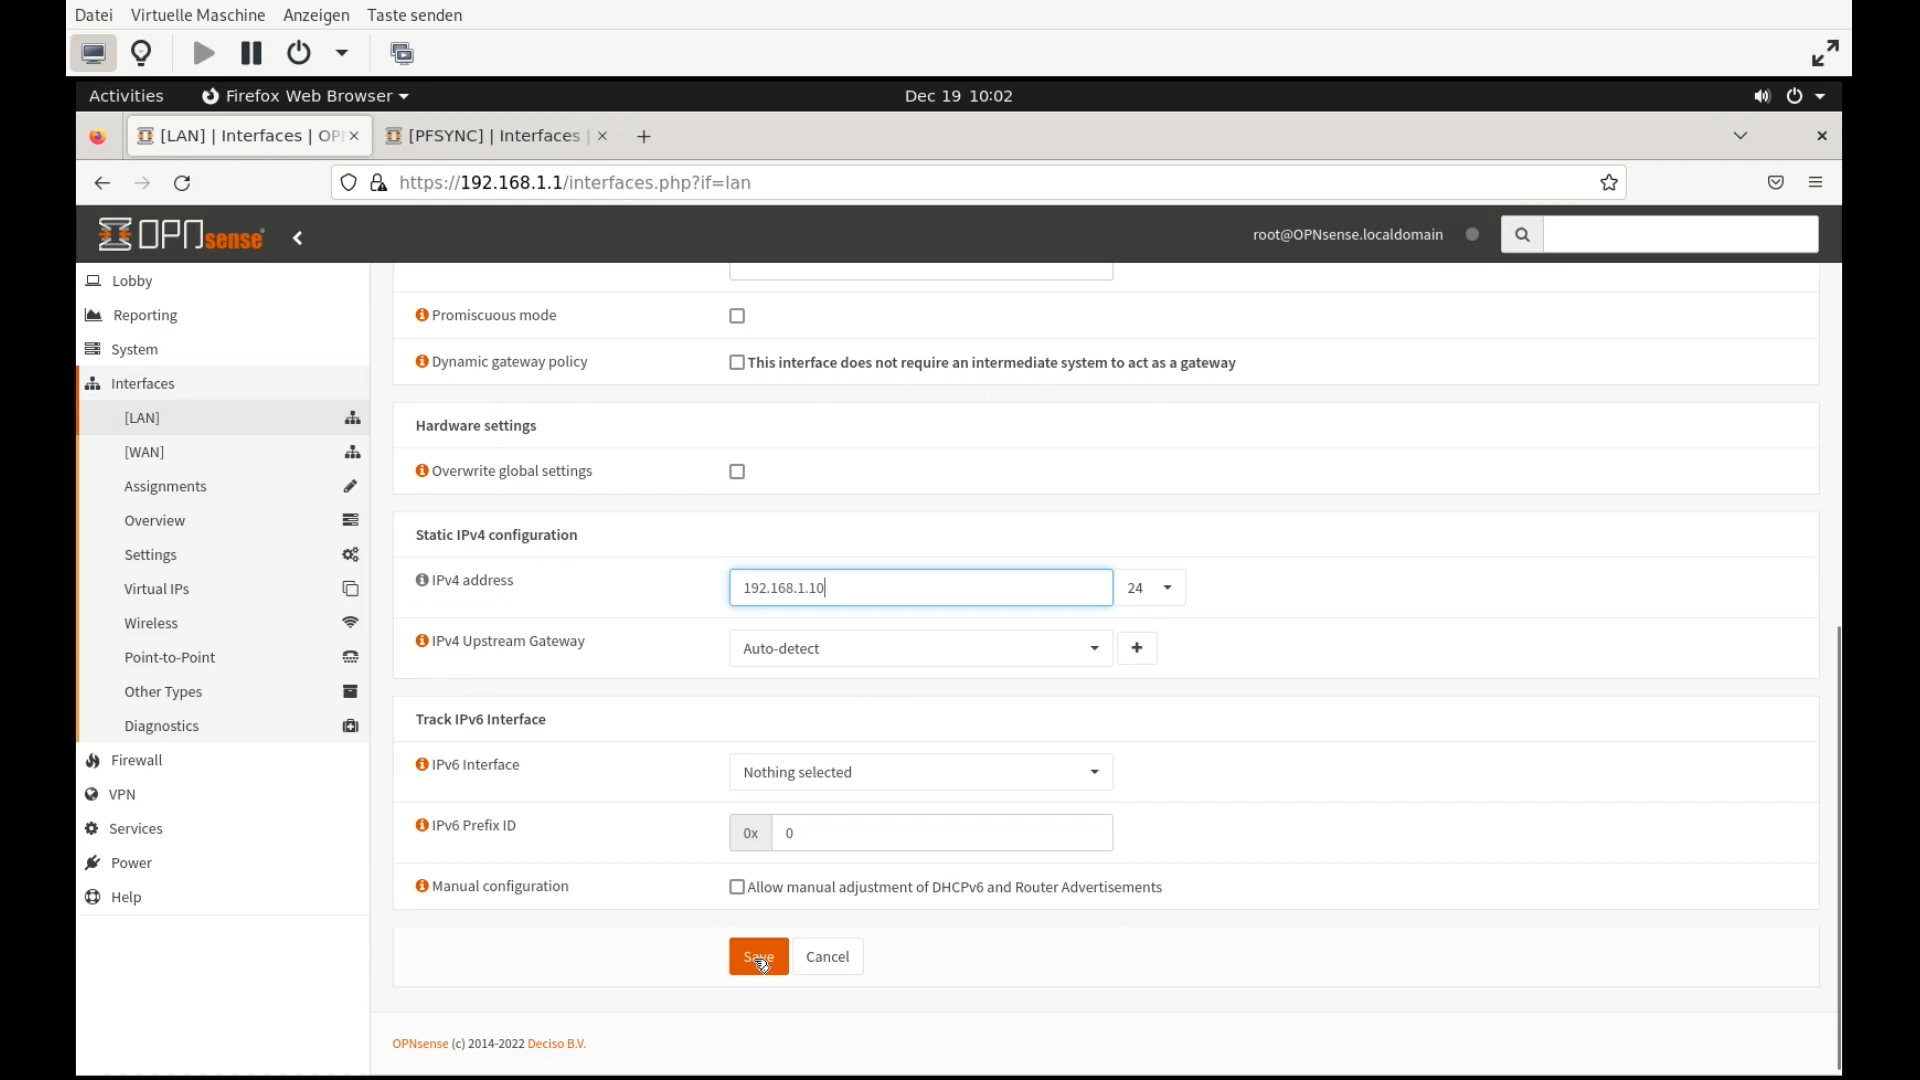 Datei Virtuelle Maschine Anzeigen Taste senden
Activities Firefox Web Browser Dec 19 10:02
[LAN] | Interfaces | OPN [PFSYNC] | Interfaces |
https://192.168.1.1/interfaces.php?if=lan
OPNsense root@OPNsense.localdomain
Lobby
Reporting
System
Interfaces
[LAN]
[WAN]
Assignments
Overview
Settings
Virtual IPs
Wireless
Point-to-Point
Other Types
Diagnostics
Firewall
VPN
Services
Power
Help
Promiscuous mode
Dynamic gateway policy This interface does not require an intermediate system to act as a gateway
Hardware settings
Overwrite global settings
Static IPv4 configuration
IPv4 address 192.168.1.10 24
IPv4 Upstream Gateway Auto-detect
Track IPv6 Interface
IPv6 Interface Nothing selected
IPv6 Prefix ID 0x 0
Manual configuration Allow manual adjustment of DHCPv6 and Router Advertisements
Save Cancel
OPNsense (c) 2014-2022 Deciso B.V.